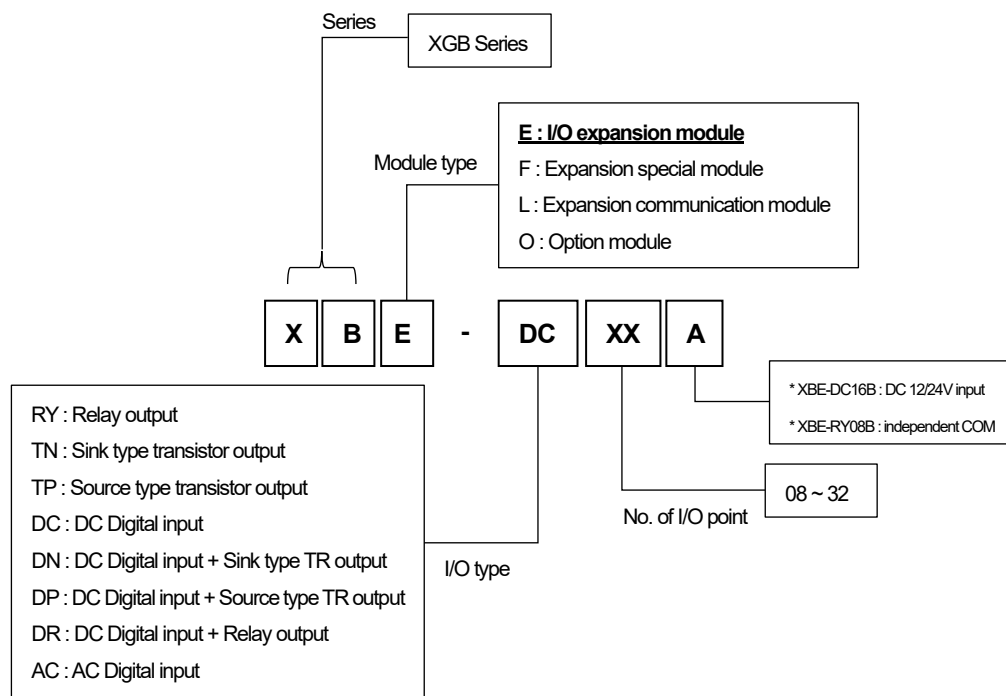 Series
XGB Series
E : I/O expansion module
F : Expansion special module
L : Expansion communication module
O : Option module
Module type
X B E - DC XX A
* XBE-DC16B : DC 12/24V input
* XBE-RY08B : independent COM
08 ~ 32
No. of I/O point
I/O type
RY : Relay output
TN : Sink type transistor output
TP : Source type transistor output
DC : DC Digital input
DN : DC Digital input + Sink type TR output
DP : DC Digital input + Source type TR output
DR : DC Digital input + Relay output
AC : AC Digital input